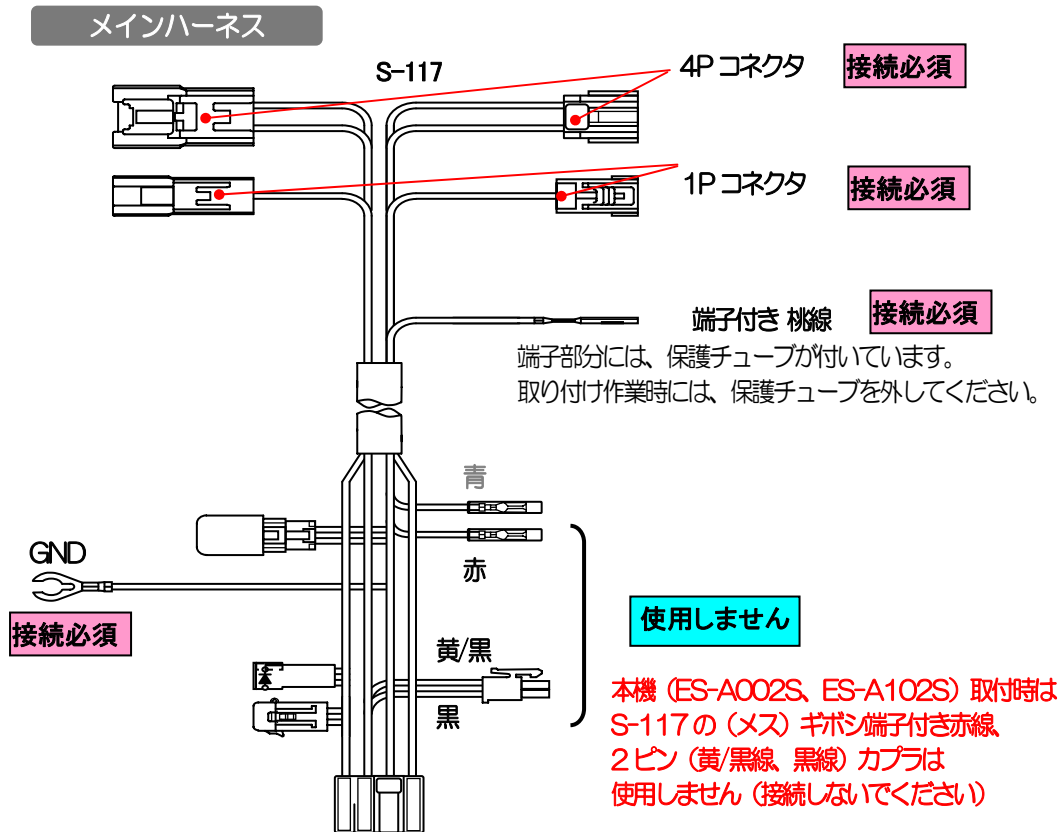 メインハーネス
S-117
4P コネクタ
接続必須
1P コネクタ
接続必須
端子付き 桃線
接続必須
端子部分には、保護チューブが付いています。
取り付け作業時には、保護チューブを外してください。
青
赤
GND
接続必須
黄/黒
黒
使用しません
本機（ES-A002S、ES-A102S）取付時は
S-117の（メス）ギボシ端子付き赤線、
2ピン（黄/黒線、黒線）カプラは
使用しません（接続しないでください）